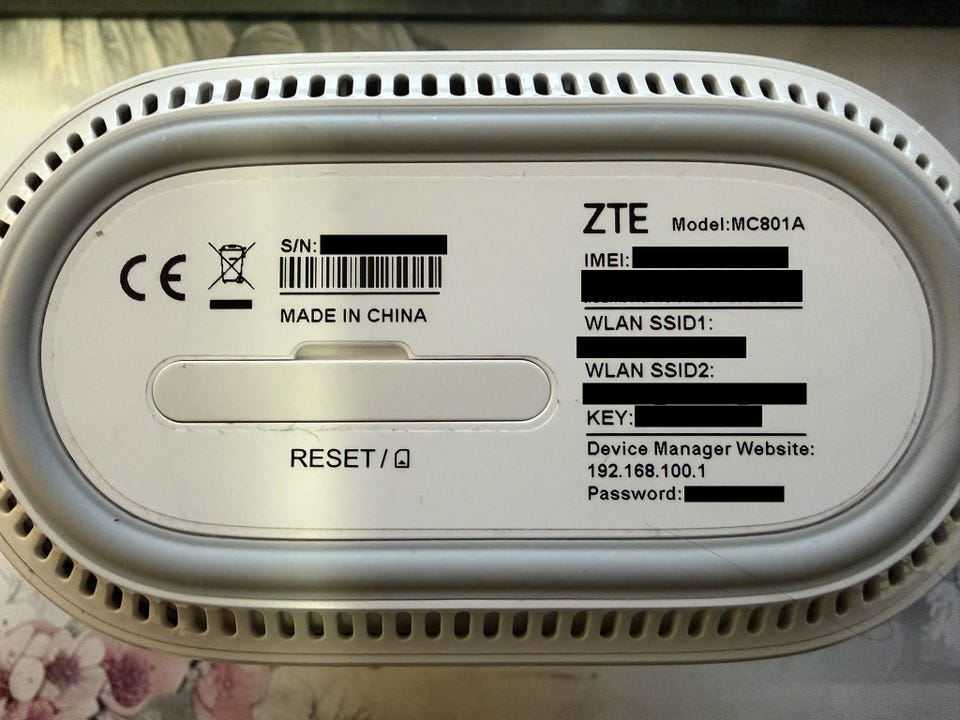 CE
S/N:
MADE IN CHINA
RESET /
ZTE Model:MC801A
IMEI:
WLAN SSID1:
WLAN SSID2:
KEY:
Device Manager Website:
192.168.100.1
Password: